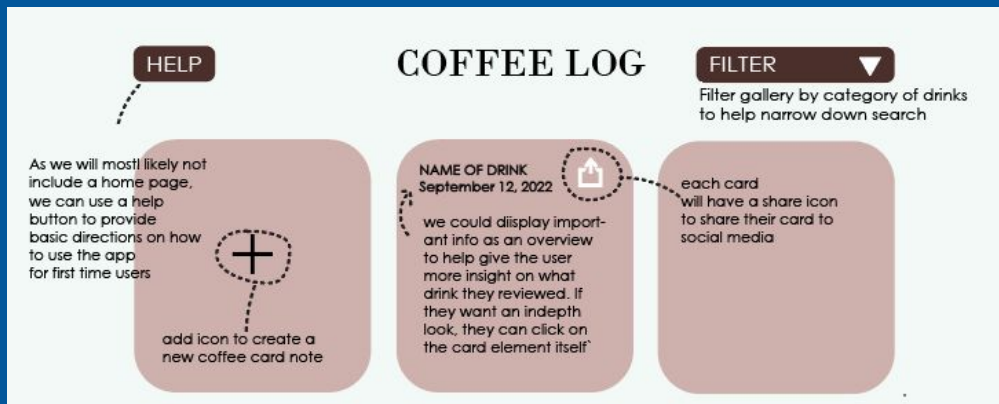 HELP
COFFEE LOG
FILTER
Filter gallery by category of drinks
to help narrow down search
As we will mostl likely not
include a home page,
we can use a help
button to provide
basic directions on how
to use the app
for first time users
add icon to create a
new coffee card note
NAME OF DRINK
September 12, 2022
we could diisplay import-
ant info as an overview
to help give the user
more insight on what
drink they reviewed. If
they want an indepth
look, they can click on
the card element itself`
each card
will have a share icon
to share their card to
social media